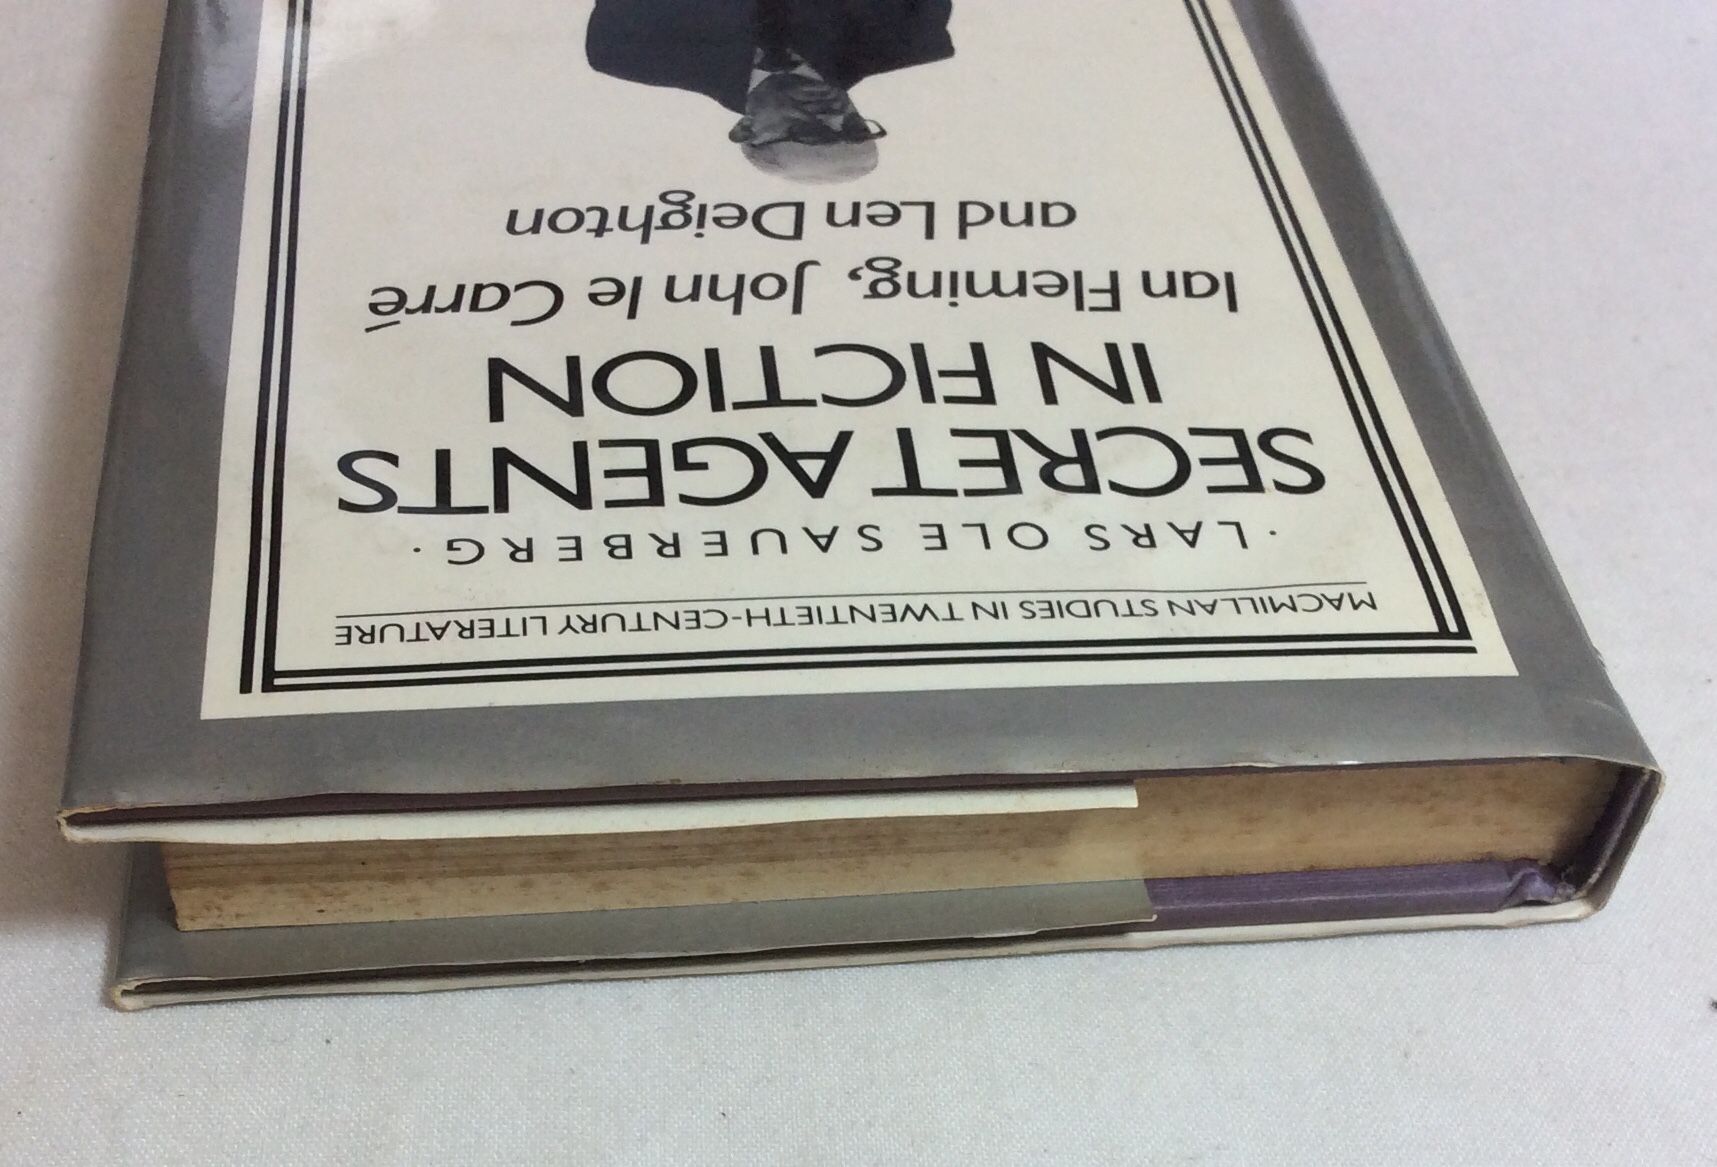 MACMILLAN STUDIES IN TWENTIETH-CENTURY LITERATURE
· LARS OLE SAUERBERG ·
SECRET AGENTS
IN FICTION
Ian Fleming, John le Carré
and Len Deighton